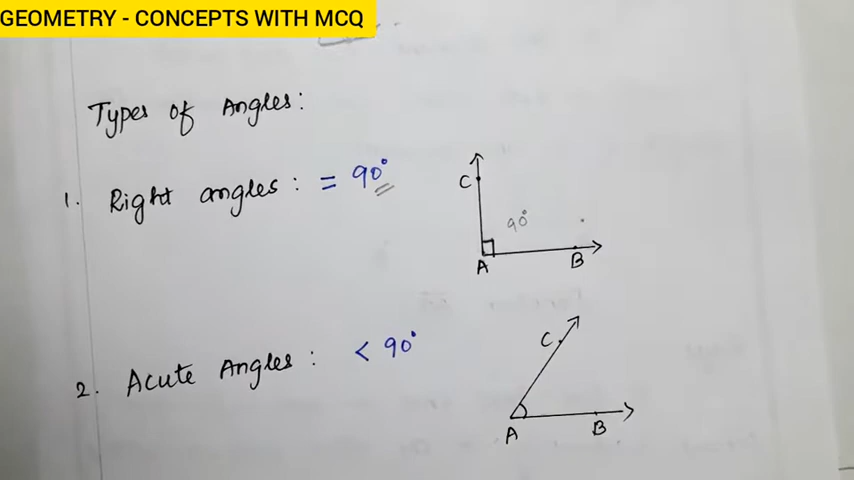 GEOMETRY - CONCEPTS WITH MCQ
Types of Angles:
1. Right angles: = 90°
C
90°
A B
2. Acute Angles: < 90°
C
A B